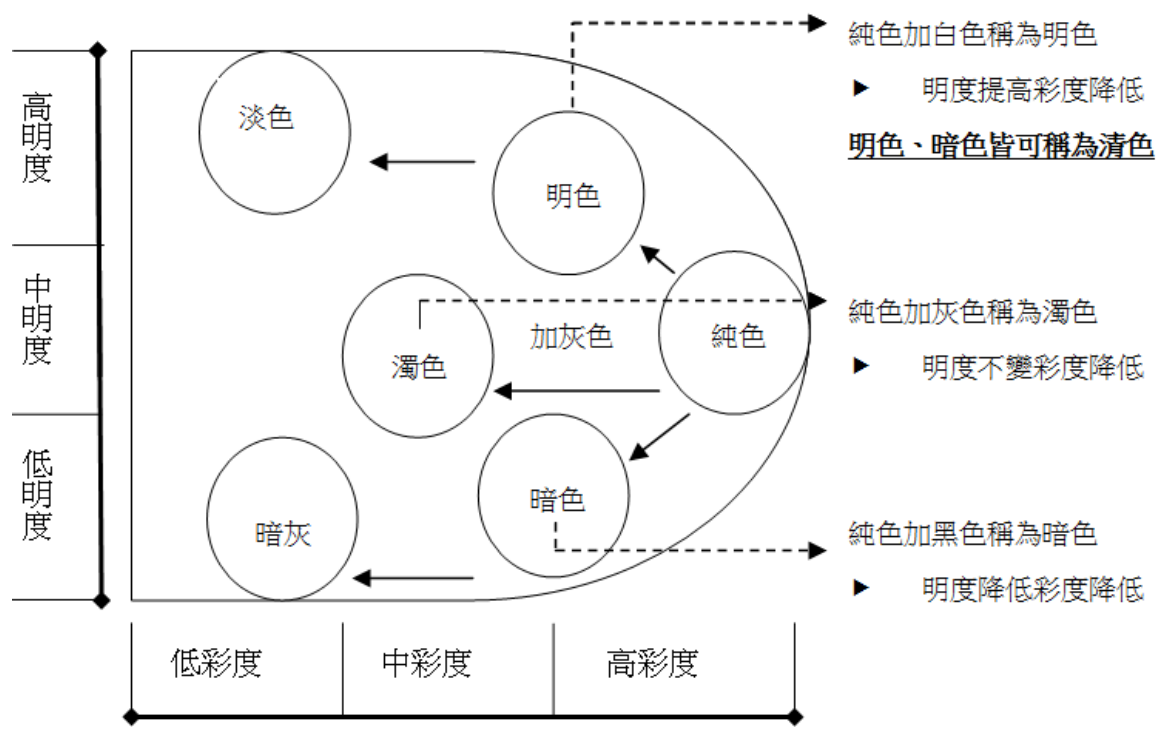 純色加白色稱為明色
▶ 明度提高彩度降低
明色、暗色皆可稱為清色
高明度
淡色
明色
中明度
純色加灰色稱為濁色
加灰色
純色
濁色
▶ 明度不變彩度降低
低明度
暗色
暗灰
純色加黑色稱為暗色
▶ 明度降低彩度降低
低彩度
中彩度
高彩度